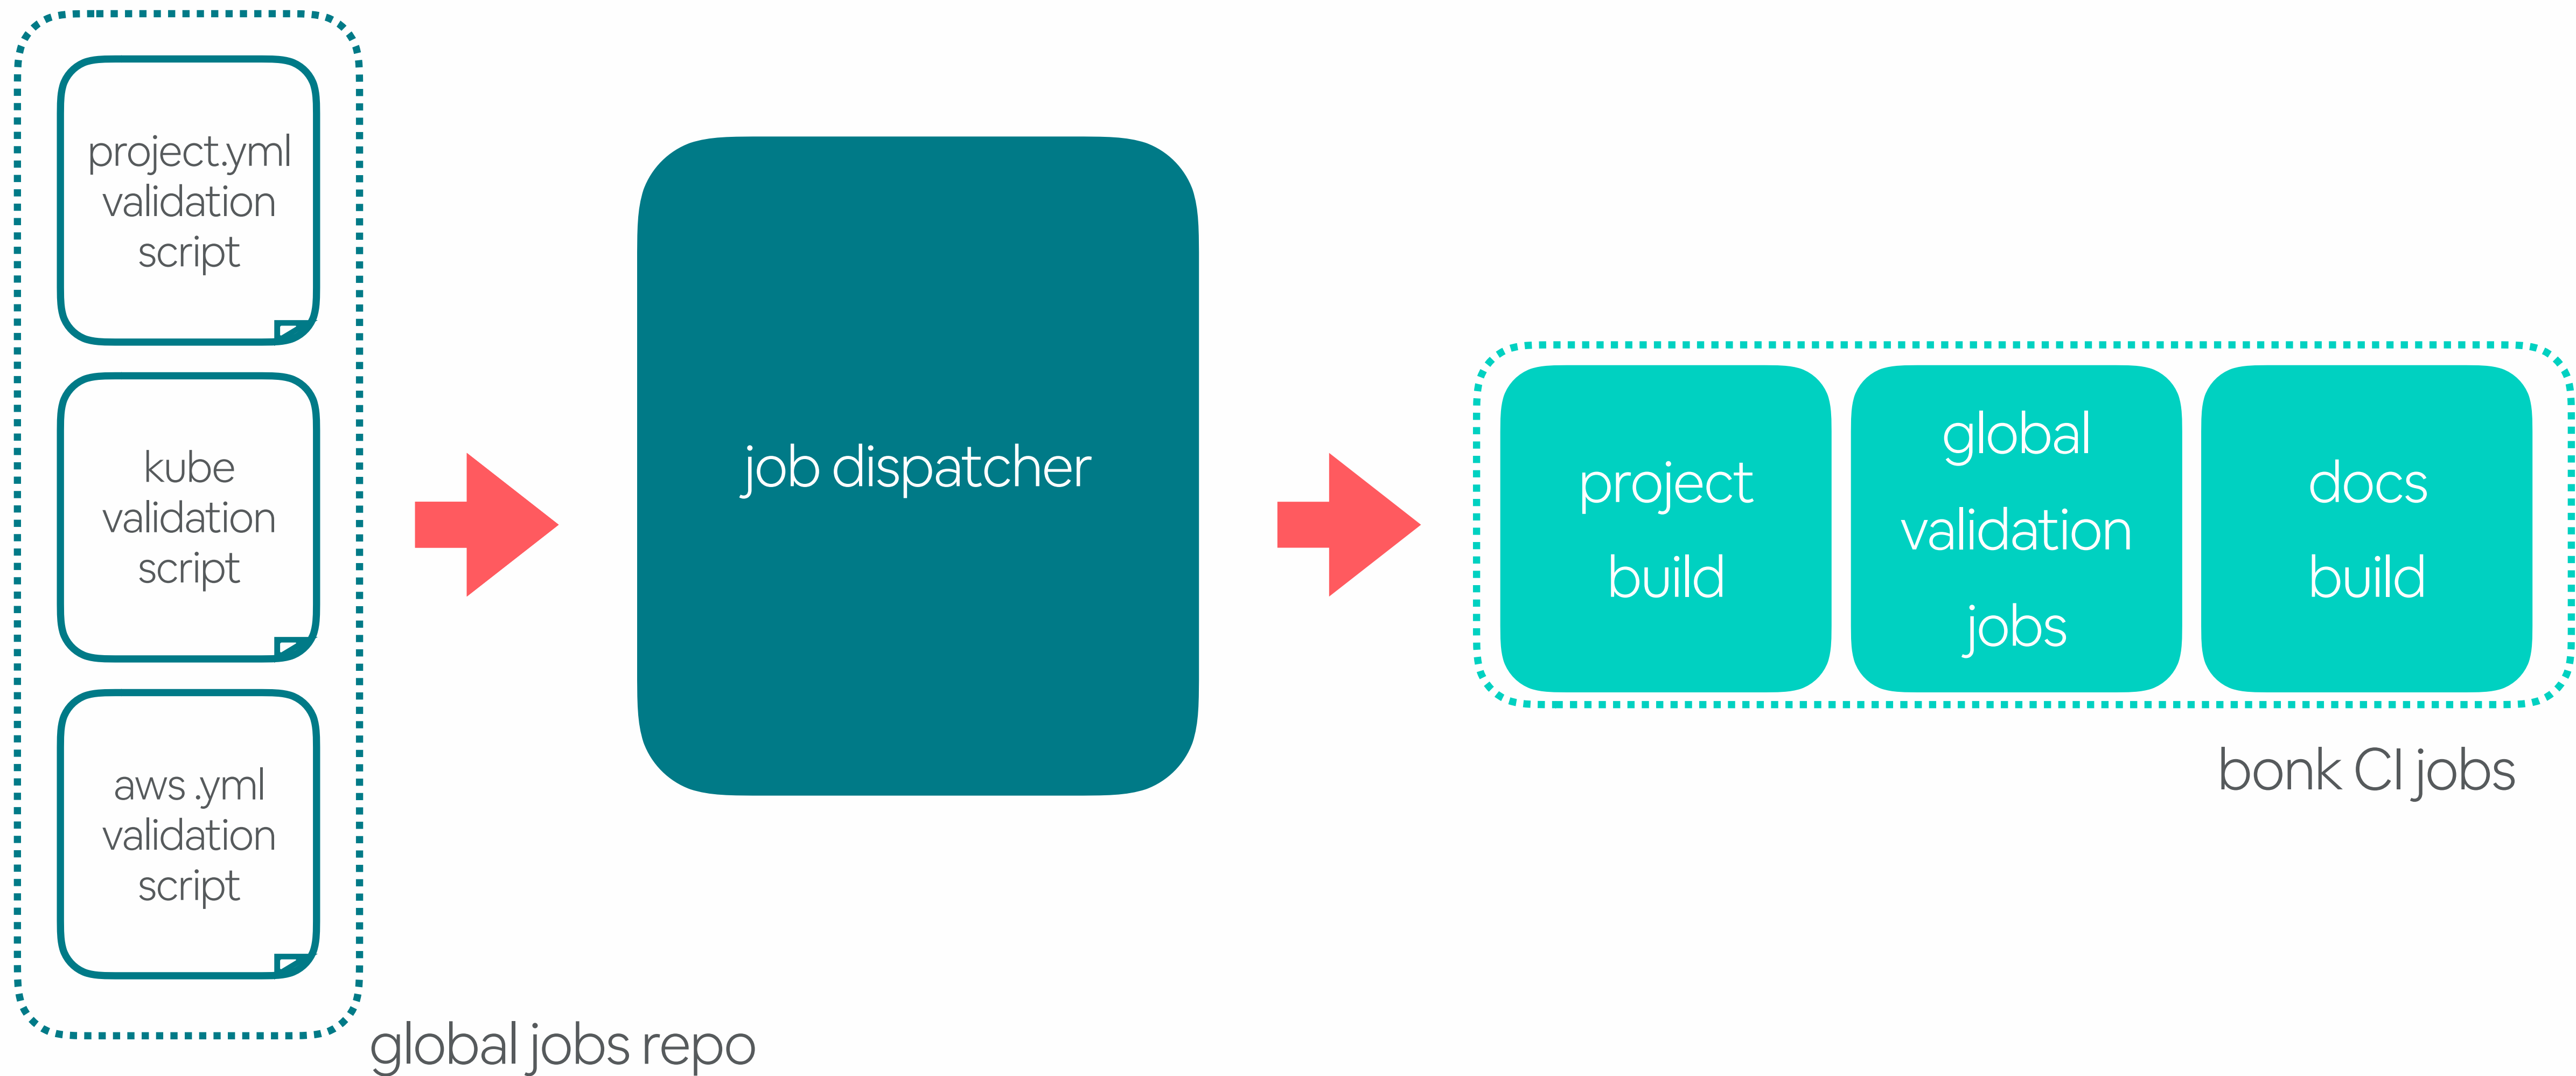 project.yml
validation
script
kube
validation
script
aws .yml
validation
script
global jobs repo
job dispatcher
project
build
global
validation
jobs
docs
build
bonk CI jobs